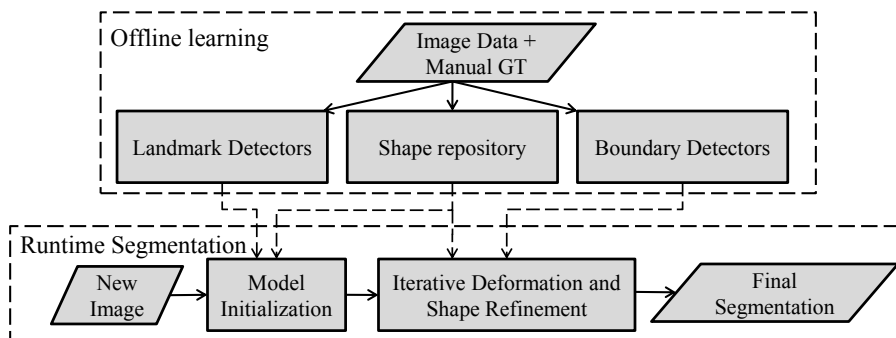 Offline learning
Image Data +
Manual GT
Landmark Detectors
Shape repository
Boundary Detectors
Runtime Segmentation
New
Image
Model
Initialization
Iterative Deformation and
Shape Refinement
Final
Segmentation